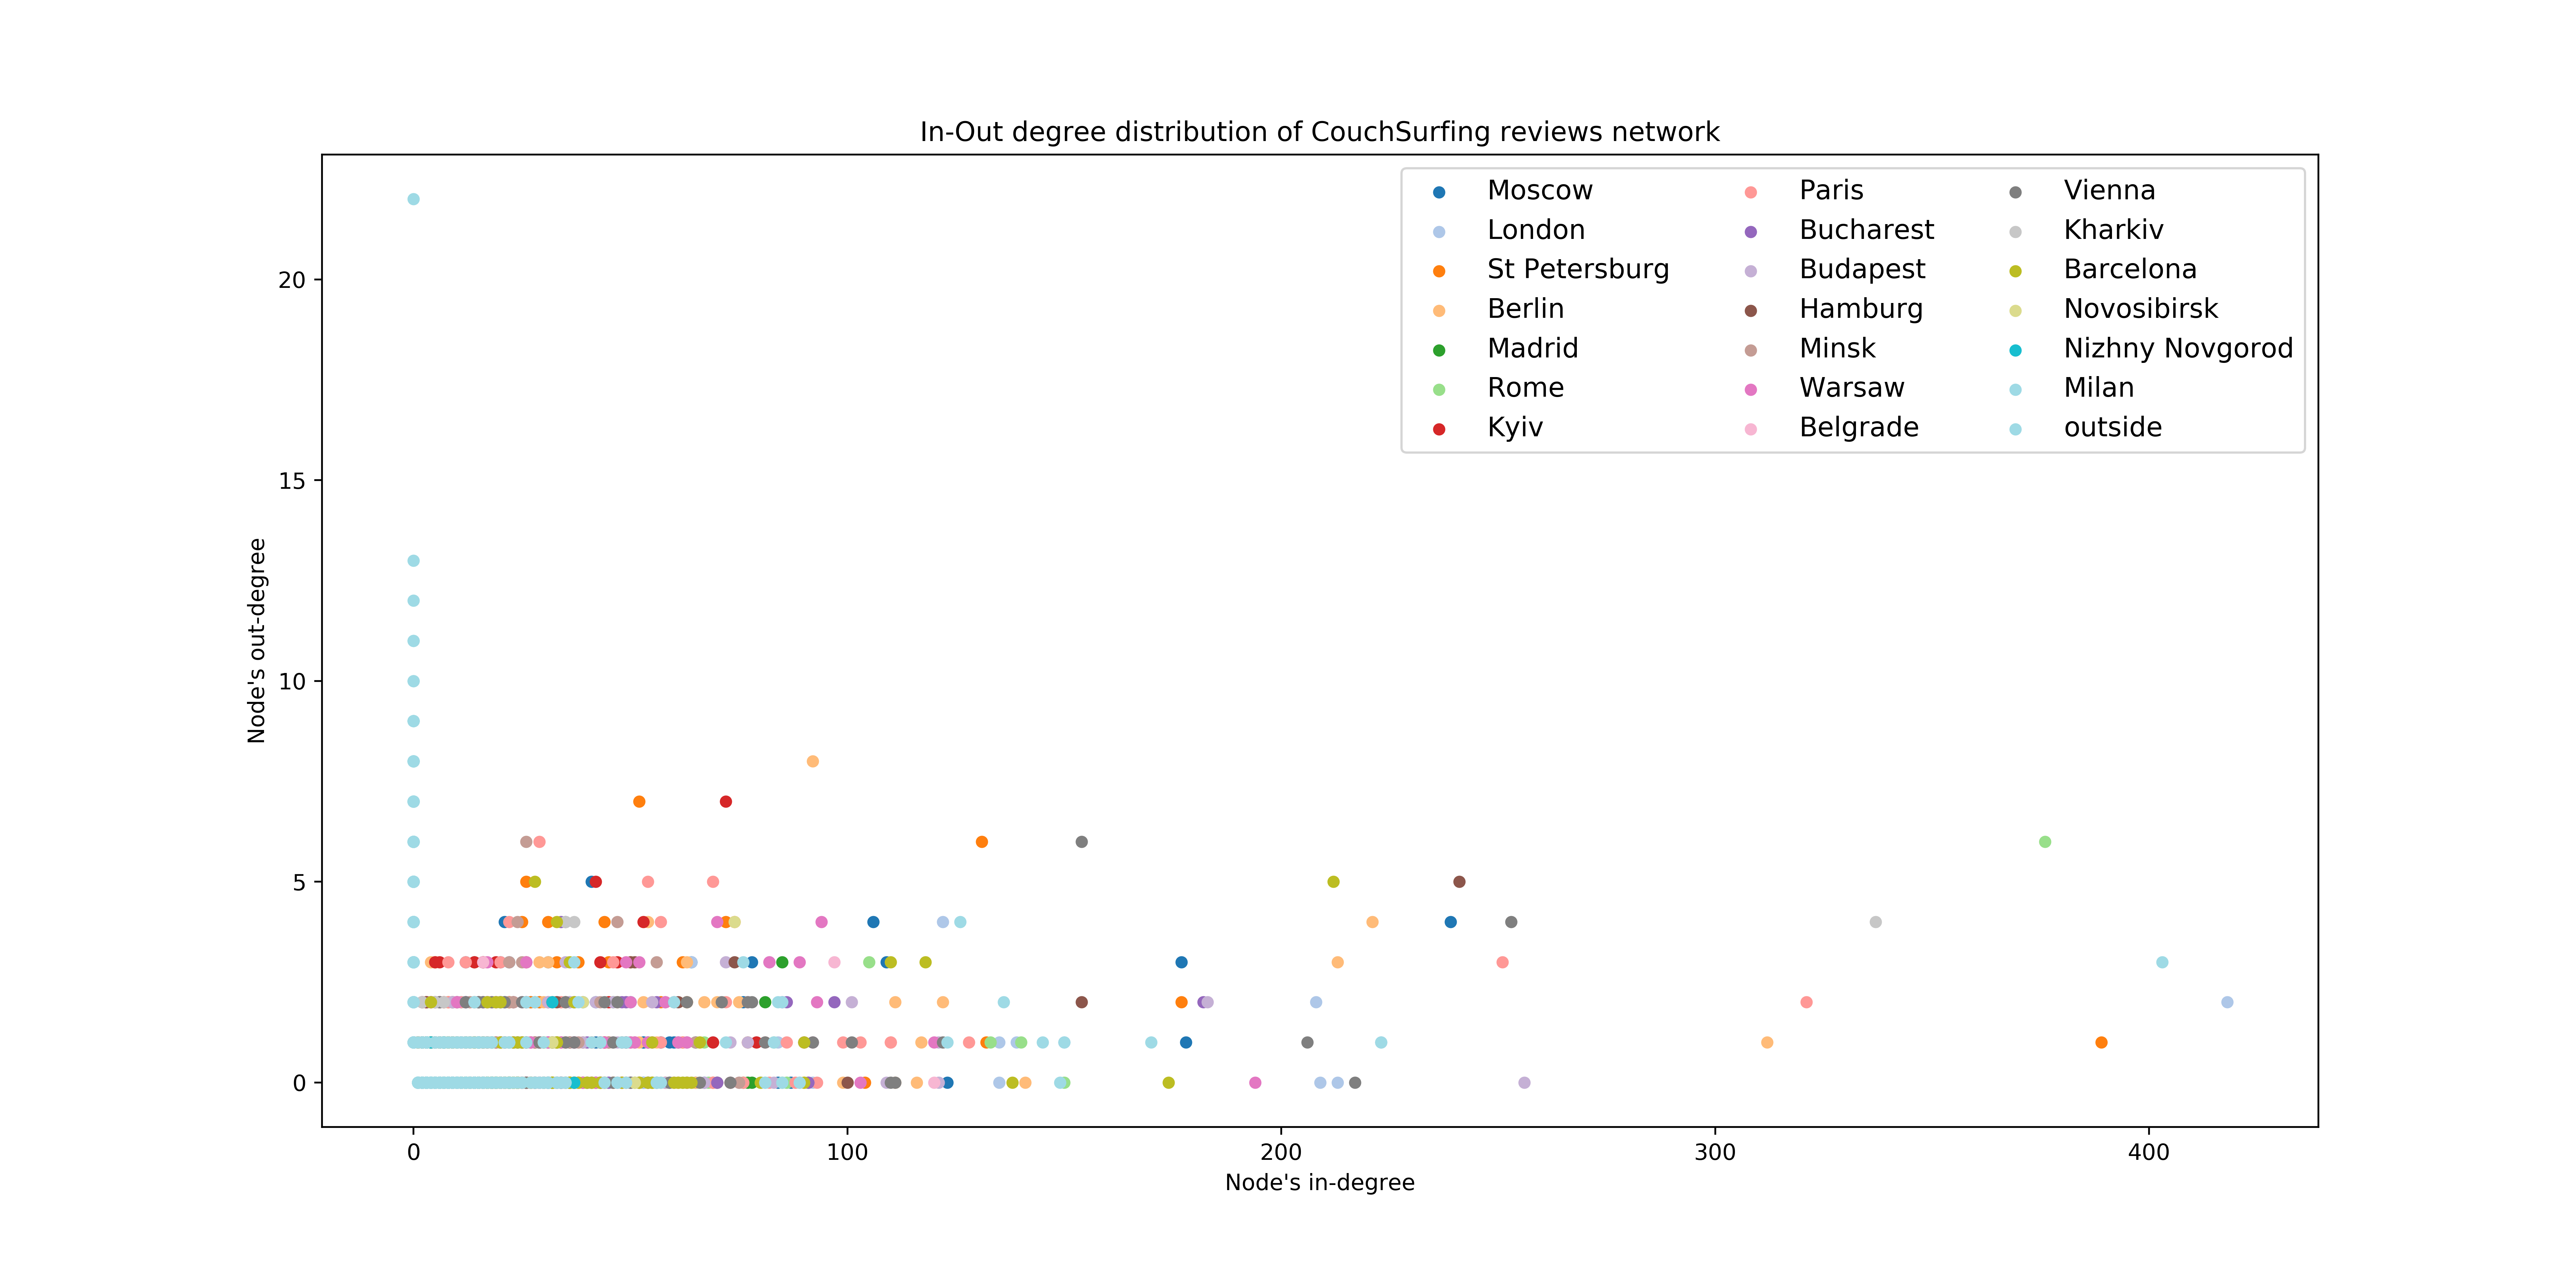 In-Out degree distribution of CouchSurfing reviews network
Moscow
London
St Petersburg
Berlin
Madrid
Rome
Kyiv
Paris
Bucharest
Budapest
Hamburg
Minsk
Warsaw
Belgrade
Vienna
Kharkiv
Barcelona
Novosibirsk
Nizhny Novgorod
Milan
outside
Node's out-degree
20
15
10
5
0
0 100 200 300 400
Node's in-degree